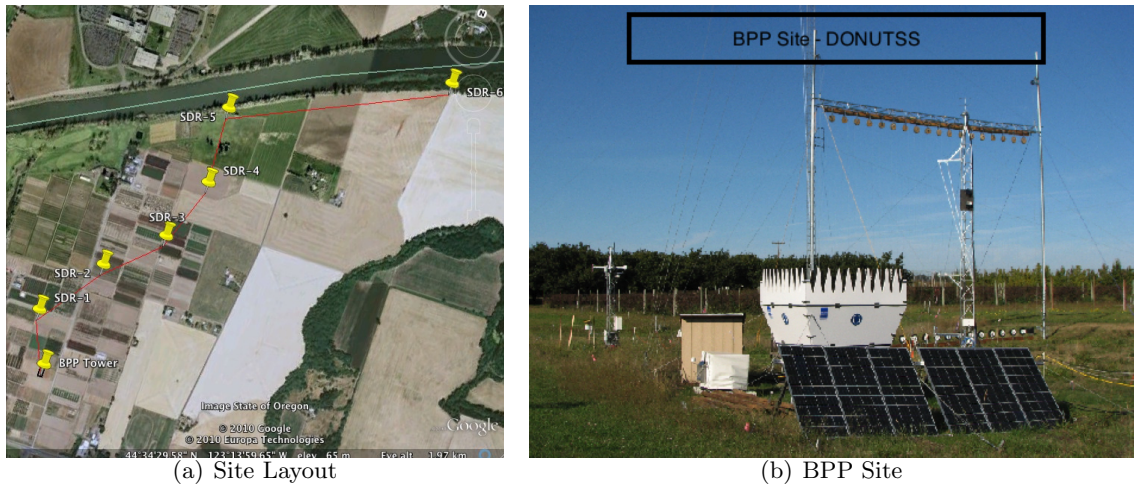 N
SDR-6
SDR-5
SDR-4
SDR-3
SDR-2
SDR-1
BPP Tower
Image State of Oregon
© 2010 Google
© 2010 Europa Technologies
Google
44°34'29.58" N 123°13'59.65" W elev 65 m Eye alt 1.97 km
(a) Site Layout
BPP Site - DONUTSS
(b) BPP Site